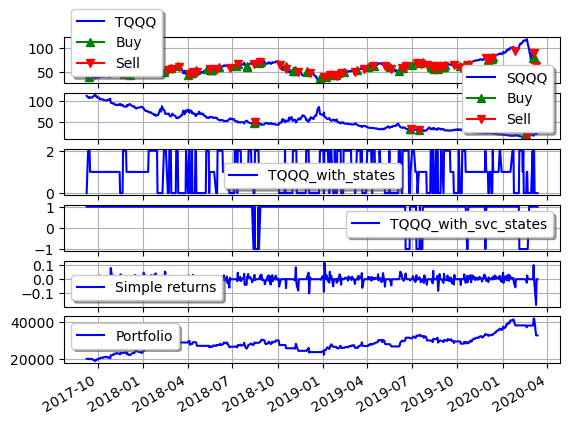 TQQQ
Buy
Sell
100
50
SQQQ
Buy
Sell
100
50
2
0
TQQQ_with_states
1
0
−1
TQQQ_with_svc_states
0.1
0.0
−0.1
Simple returns
40000
20000
Portfolio
2017-10
2018-01
2018-04
2018-07
2018-10
2019-01
2019-04
2019-07
2019-10
2020-01
2020-04